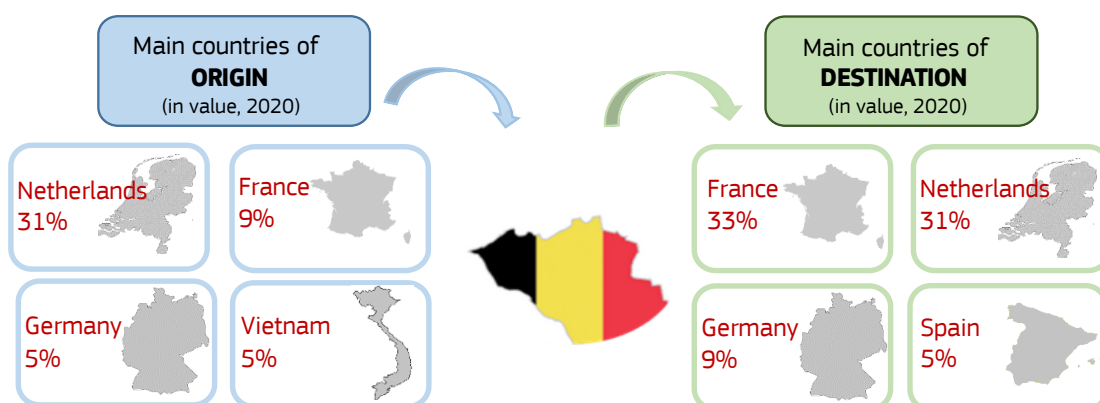 Main countries of
ORIGIN
(in value, 2020)
Main countries of
DESTINATION
(in value, 2020)
Netherlands
31%
France
9%
Germany
5%
Vietnam
5%
France
33%
Netherlands
31%
Germany
9%
Spain
5%